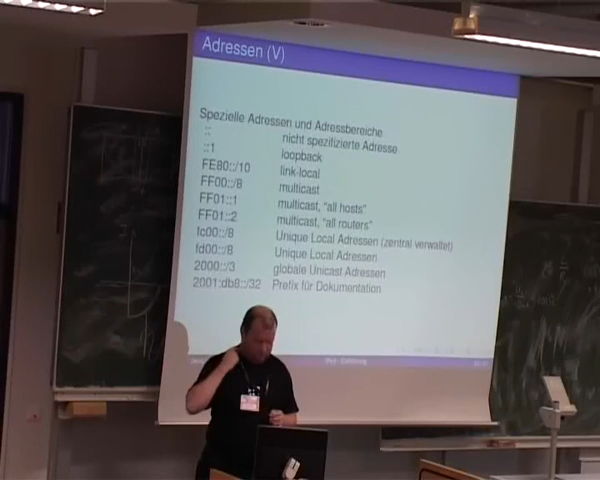 Adressen (V)
Spezielle Adressen und Adressbereiche
:: nicht spezifizierte Adresse
::1 loopback
FE80::/10 link-local
FF00::/8 multicast
FF01::1 multicast, "all hosts"
FF01::2 multicast, "all routers"
fc00::/8 Unique Local Adressen (zentral verwaltet)
fd00::/8 Unique Local Adressen
2000::/3 globale Unicast Adressen
2001:db8::/32 Prefix für Dokumentation